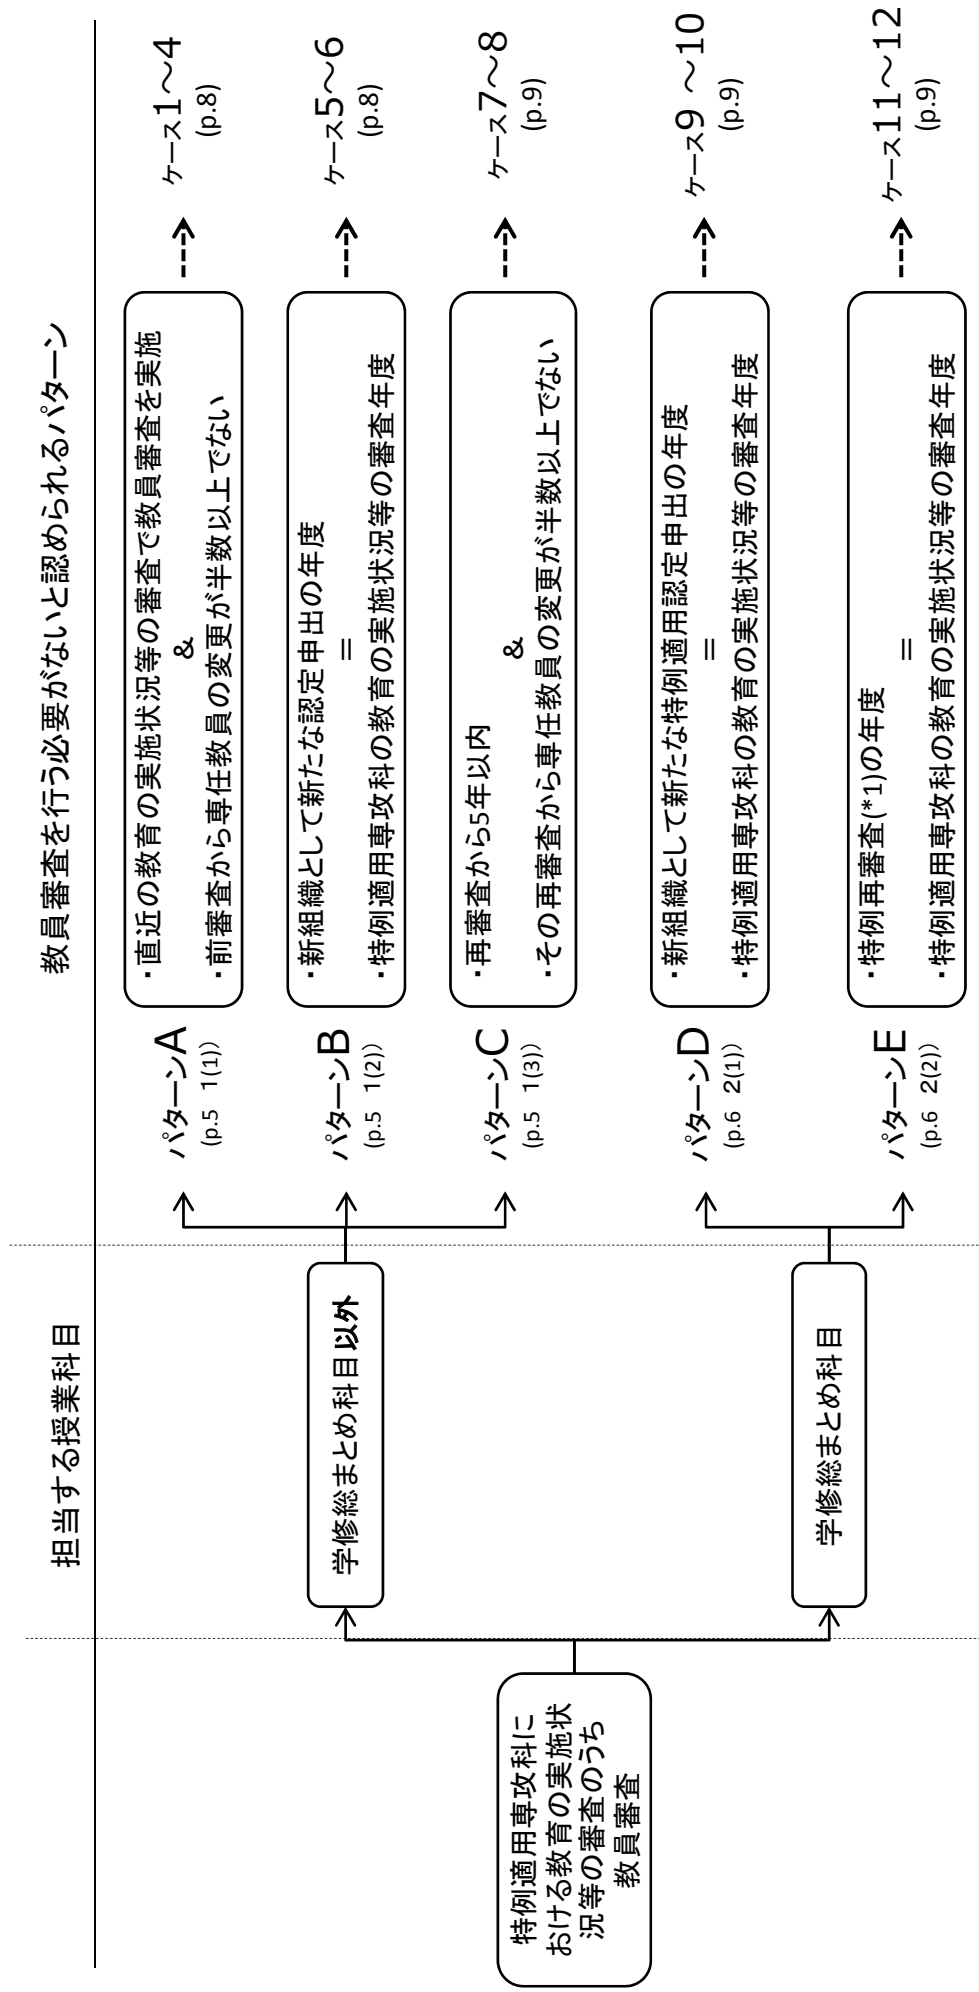 担当する授業科目
教員審査を行う必要がないと認められるパターン
特例適用専攻科に
おける教育の実施状
況等の審査のうち
教員審査
学修総まとめ科目以外
パターンA
(p.5 1(1))
・直近の教育の実施状況等の審査で教員審査を実施
&
・前審査から専任教員の変更が半数以上でない
ケース1～4
(p.8)
パターンB
(p.5 1(2))
・新組織として新たな認定申出の年度
=
・特例適用専攻科の教育の実施状況等の審査年度
ケース5～6
(p.8)
パターンC
(p.5 1(3))
・再審査から5年以内
&
・その再審査から専任教員の変更が半数以上でない
ケース7～8
(p.9)
学修総まとめ科目
パターンD
(p.6 2(1))
・新組織として新たな特例適用認定申出の年度
=
・特例適用専攻科の教育の実施状況等の審査年度
ケース9 ～10
(p.9)
パターンE
(p.6 2(2))
・特例再審査(*1)の年度
=
・特例適用専攻科の教育の実施状況等の審査年度
ケース11～12
(p.9)